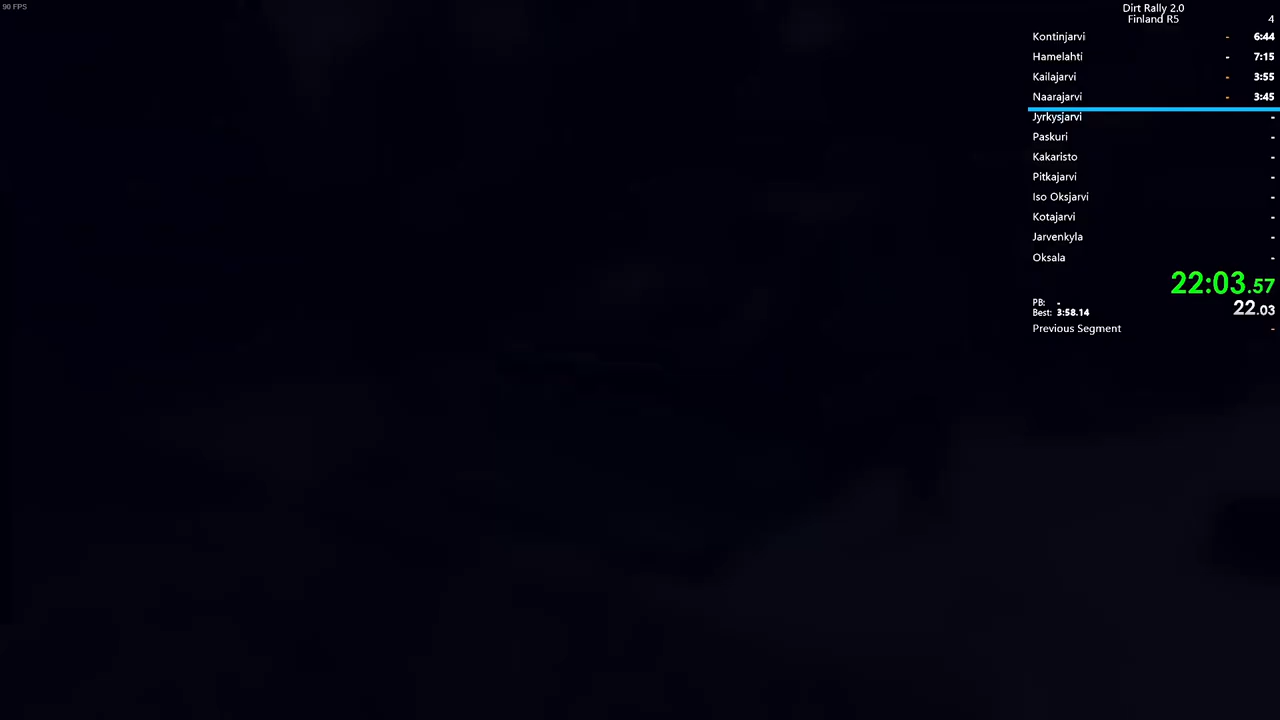 90 FPS
Dirt Rally 2.0
Finland R5 4
Kontinjarvi - 6:44
Hamelahti - 7:15
Kailajarvi - 3:55
Naarajarvi - 3:45
Jyrkysjarvi -
Paskuri -
Kakaristo -
Pitkajarvi -
Iso Oksjarvi -
Kotajarvi -
Jarvenkyla -
Oksala -
22:03.57
PB: -
22.03
Best: 3:58.14
Previous Segment -